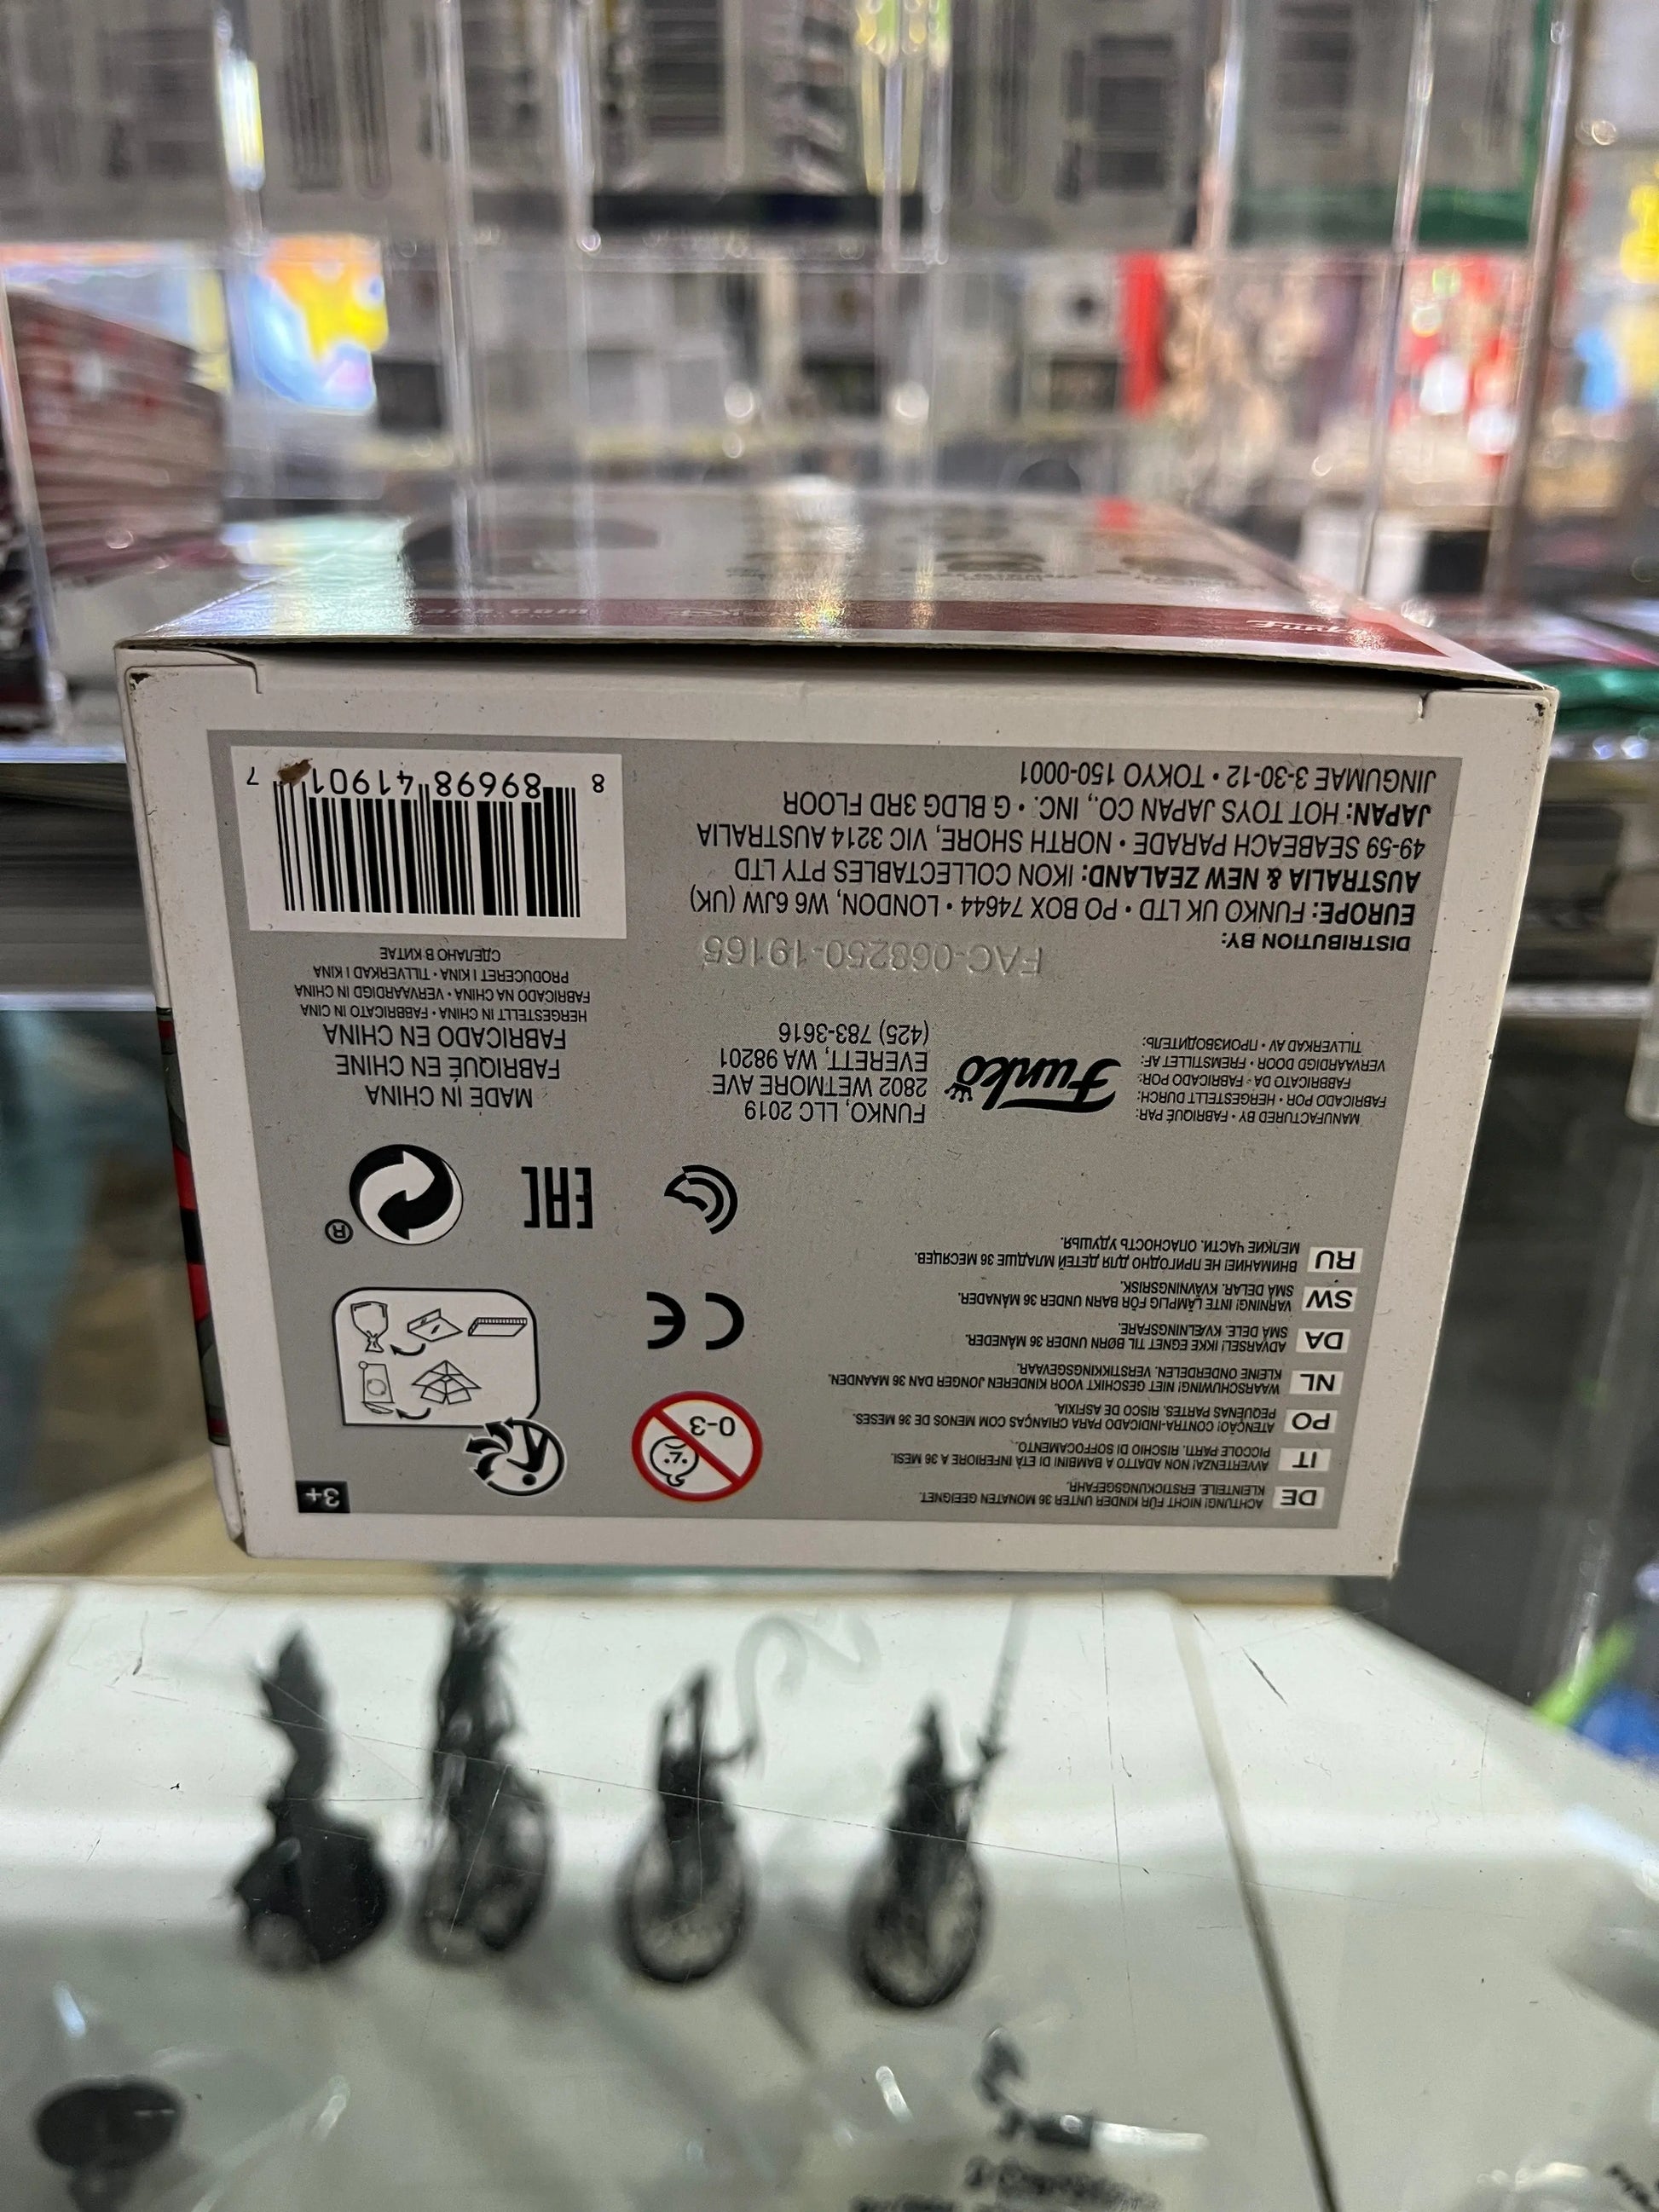 3+
DE
ACHTUNG! NICHT FÜR KINDER UNTER 36 MONATEN GEEIGNET.
KLEINTEILE. ERSTICKUNGSGEFAHR.
IT
AVVERTENZA! NON ADATTO A BAMBINI DI ETÀ INFERIORE A 36 MESI.
PICCOLE PARTI. RISCHIO DI SOFFOCAMENTO.
PO
ATENÇÃO! CONTRA-INDICADO PARA CRIANÇAS COM MENOS DE 36 MESES.
PEQUENAS PARTES. RISCO DE ASFIXIA.
NL
WAARSCHUWING! NIET GESCHIKT VOOR KINDEREN JONGER DAN 36 MAANDEN.
KLEINE ONDERDELEN. VERSTIKKINGSGEVAAR.
DA
ADVARSEL! IKKE EGNET TIL BØRN UNDER 36 MÅNEDER.
SMÅ DELE. KVÆLNINGSFARE.
SW
VARNING! INTE LÄMPLIG FÖR BARN UNDER 36 MÅNADER.
SMÅ DELAR. KVÄVNINGSRISK.
RU
ВНИМАНИЕ! НЕ ПРИГОДНО ДЛЯ ДЕТЕЙ МЛАДШЕ 36 МЕСЯЦЕВ.
МЕЛКИЕ ЧАСТИ. ОПАСНОСТЬ УДУШЬЯ.
0-3
CE
EAC
®
MANUFACTURED BY • FABRIQUÉ PAR:
FABRICADO POR • HERGESTELLT DURCH:
FABBRICATO DA • FABRICADO POR:
VERVAARDIGD DOOR • FREMSTILLET AF:
TILLVERKAD AV • ПРОИЗВОДИТЕЛЬ:
Funko
FUNKO, LLC 2019
2802 WETMORE AVE
EVERETT, WA 98201
(425) 783-3616
MADE IN CHINA
FABRIQUÉ EN CHINE
FABRICADO EN CHINA
HERGESTELLT IN CHINA • FABBRICATO IN CINA
FABRICADO NA CHINA • VERVAARDIGD IN CHINA
PRODUCERET I KINA • TILLVERKAD I KINA
СДЕЛАНО В КИТАЕ
FAC-068250-19165
DISTRIBUTION BY:
EUROPE: FUNKO UK LTD • PO BOX 74644 • LONDON, W6 6JW (UK)
AUSTRALIA & NEW ZEALAND: IKON COLLECTABLES PTY LTD
49-59 SEABEACH PARADE • NORTH SHORE, VIC 3214 AUSTRALIA
JAPAN: HOT TOYS JAPAN CO., INC. • G BLDG 3RD FLOOR
JINGUMAE 3-30-12 • TOKYO 150-0001
8 89698 41901 7
Funko